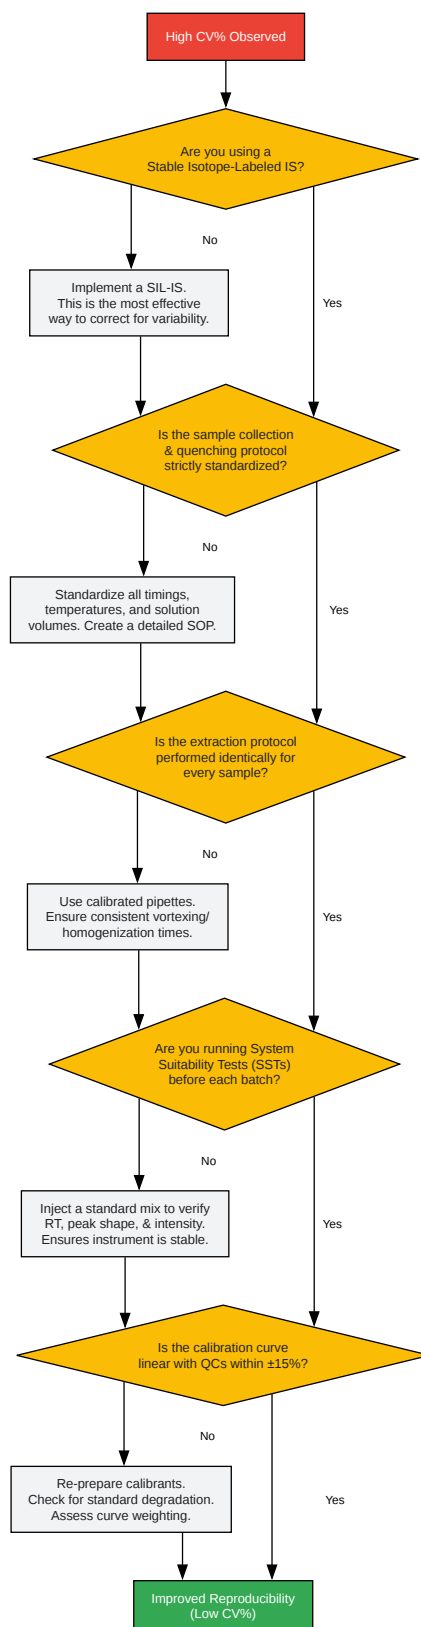 High CV% Observed
Are you using a
Stable Isotope-Labeled IS?
No
Implement a SIL-IS.
This is the most effective
way to correct for variability.
Yes
Is the sample collection
& quenching protocol
strictly standardized?
No
Standardize all timings,
temperatures, and solution
volumes. Create a detailed SOP.
Yes
Is the extraction protocol
performed identically for
every sample?
No
Use calibrated pipettes.
Ensure consistent vortexing/
homogenization times.
Yes
Are you running System
Suitability Tests (SSTs)
before each batch?
No
Inject a standard mix to verify
RT, peak shape, & intensity.
Ensures instrument is stable.
Yes
Is the calibration curve
linear with QCs within ±15%?
No
Re-prepare calibrants.
Check for standard degradation.
Assess curve weighting.
Yes
Improved Reproducibility
(Low CV%)